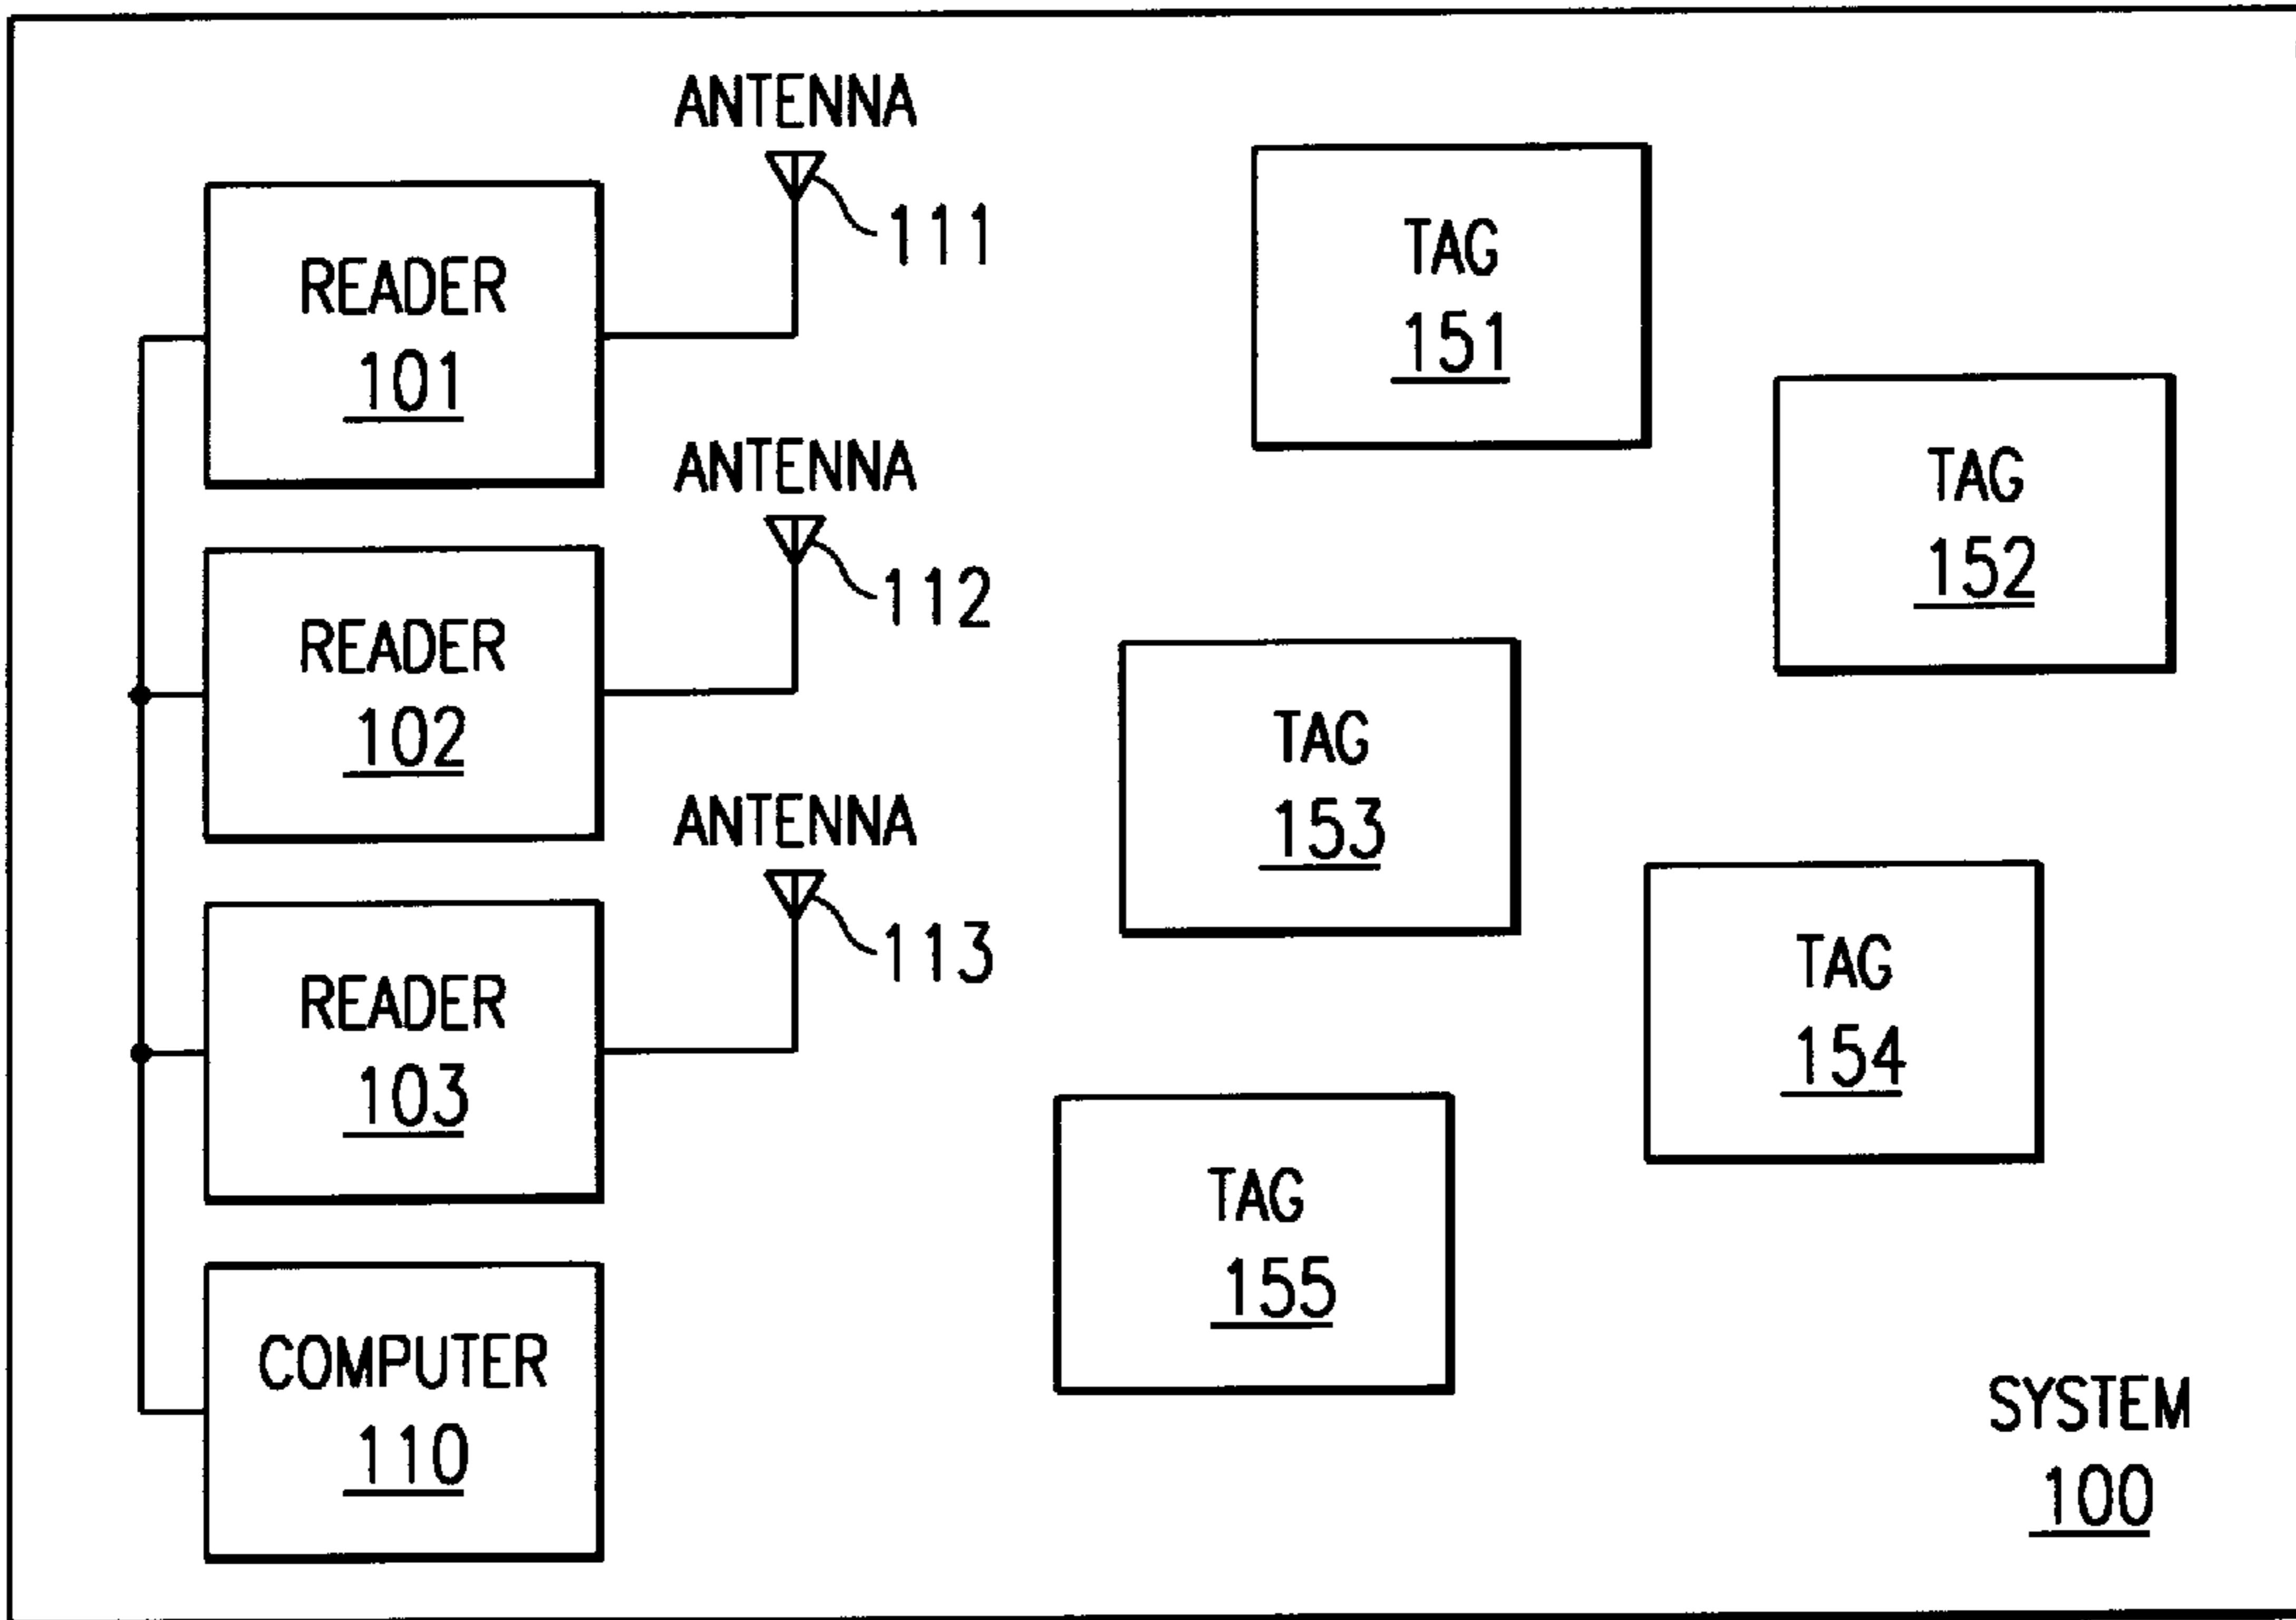 ANTENNA
111
READER
101
ANTENNA
112
READER
102
ANTENNA
113
READER
103
COMPUTER
110
TAG
151
TAG
152
TAG
153
TAG
154
TAG
155
SYSTEM
100